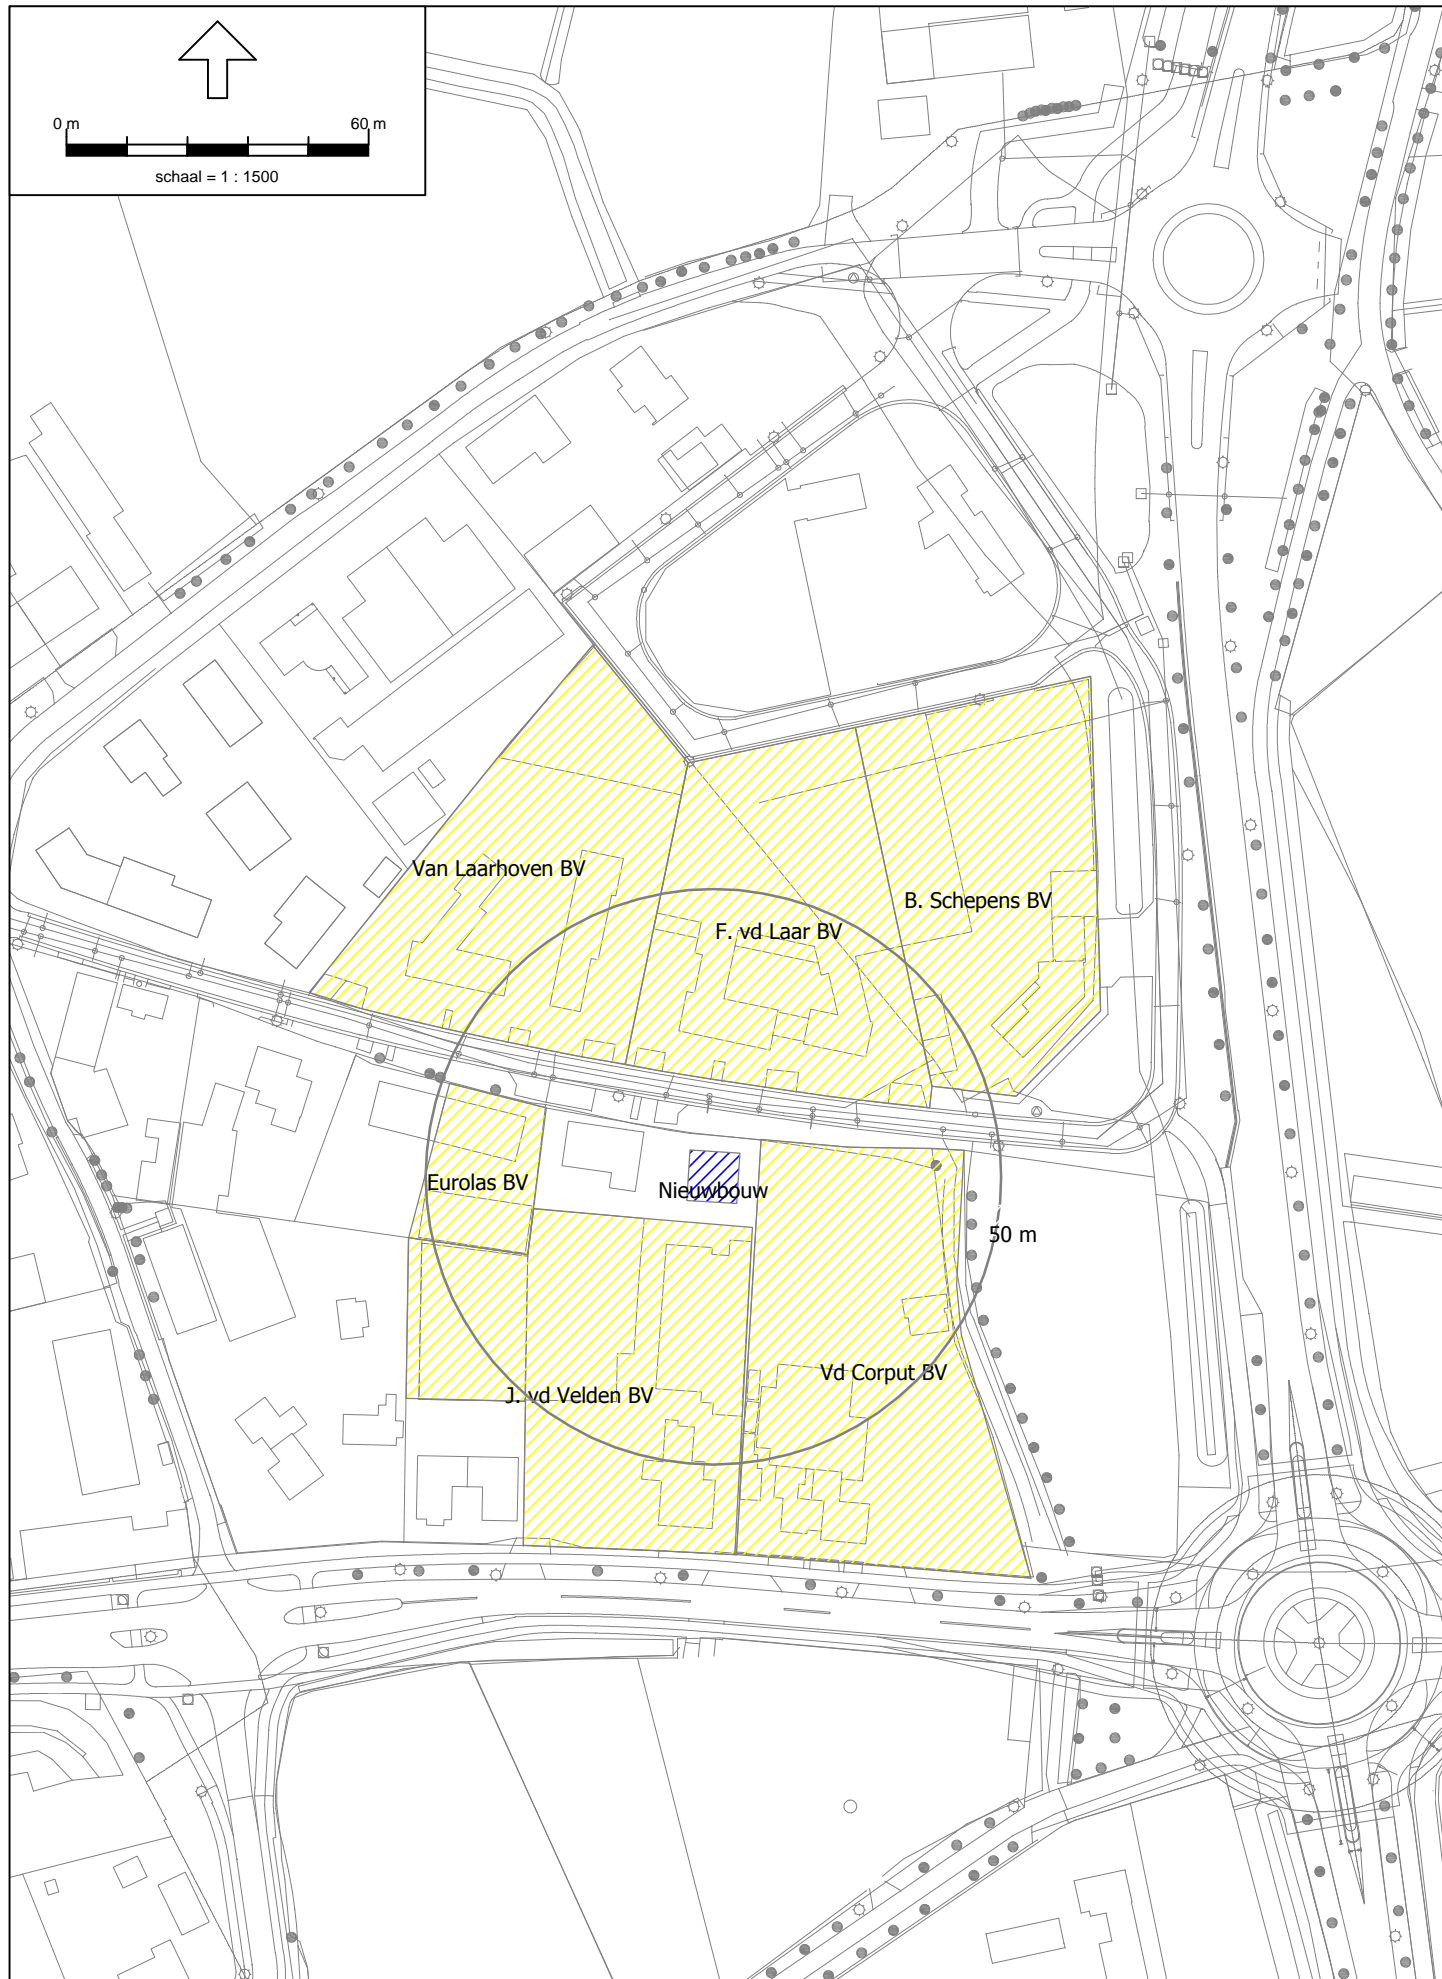 0 m 60 m
schaal = 1 : 1500
Van Laarhoven BV
B. Schepens BV
F. vd Laar BV
Eurolas BV
Nieuwbouw
50 m
Vd Corput BV
J. vd Velden BV